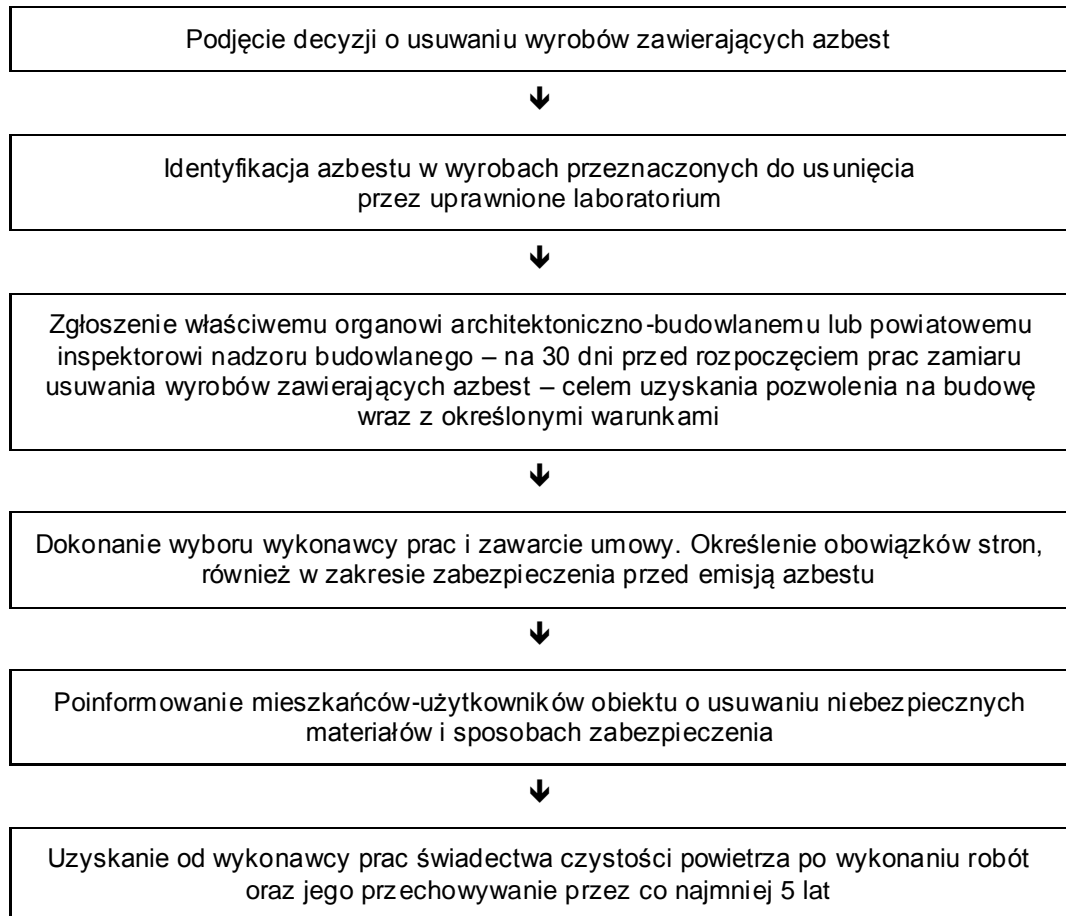 Podjęcie decyzji o usuwaniu wyrobów zawierających azbest
Identyfikacja azbestu w wyrobach przeznaczonych do usunięcia
przez uprawnione laboratorium
Zgłoszenie właściwemu organowi architektoniczno-budowlanemu lub powiatowemu
inspektorowi nadzoru budowlanego – na 30 dni przed rozpoczęciem prac zamiaru
usuwania wyrobów zawierających azbest – celem uzyskania pozwolenia na budowę
wraz z określonymi warunkami
Dokonanie wyboru wykonawcy prac i zawarcie umowy. Określenie obowiązków stron,
również w zakresie zabezpieczenia przed emisją azbestu
Poinformowanie mieszkańców-użytkowników obiektu o usuwaniu niebezpiecznych
materiałów i sposobach zabezpieczenia
Uzyskanie od wykonawcy prac świadectwa czystości powietrza po wykonaniu robót
oraz jego przechowywanie przez co najmniej 5 lat